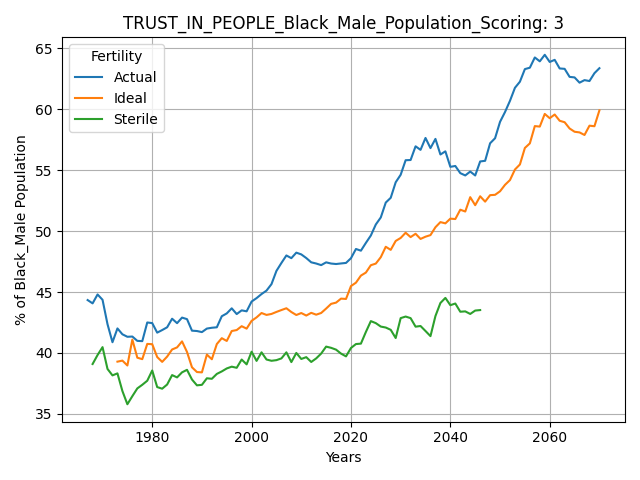 TRUST_IN_PEOPLE_Black_Male_Population_Scoring: 3
Fertility
Actual
Ideal
Sterile
% of Black_Male Population
65
60
55
50
45
40
35
1980
2000
2020
2040
2060
Years